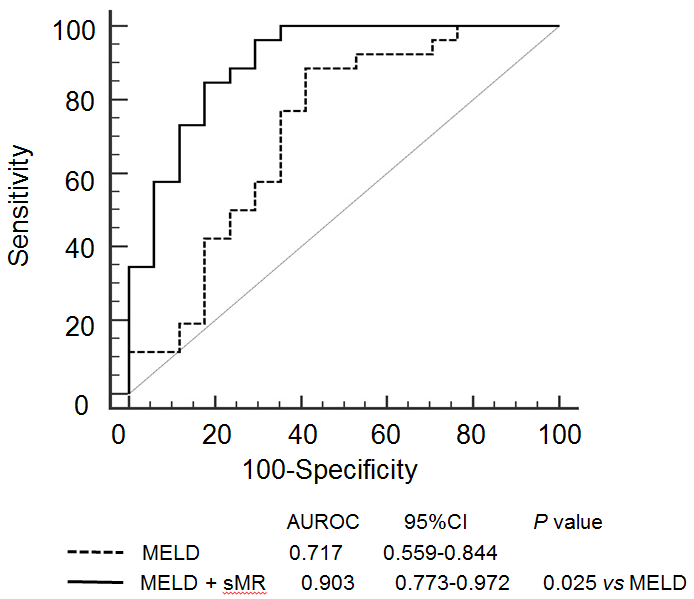 100
80
60
40
20
0
Sensitivity
0 20 40 60 80 100
100-Specificity
AUROC 95%CI P value
MELD 0.717 0.559-0.844
MELD + sMR 0.903 0.773-0.972 0.025 vs MELD